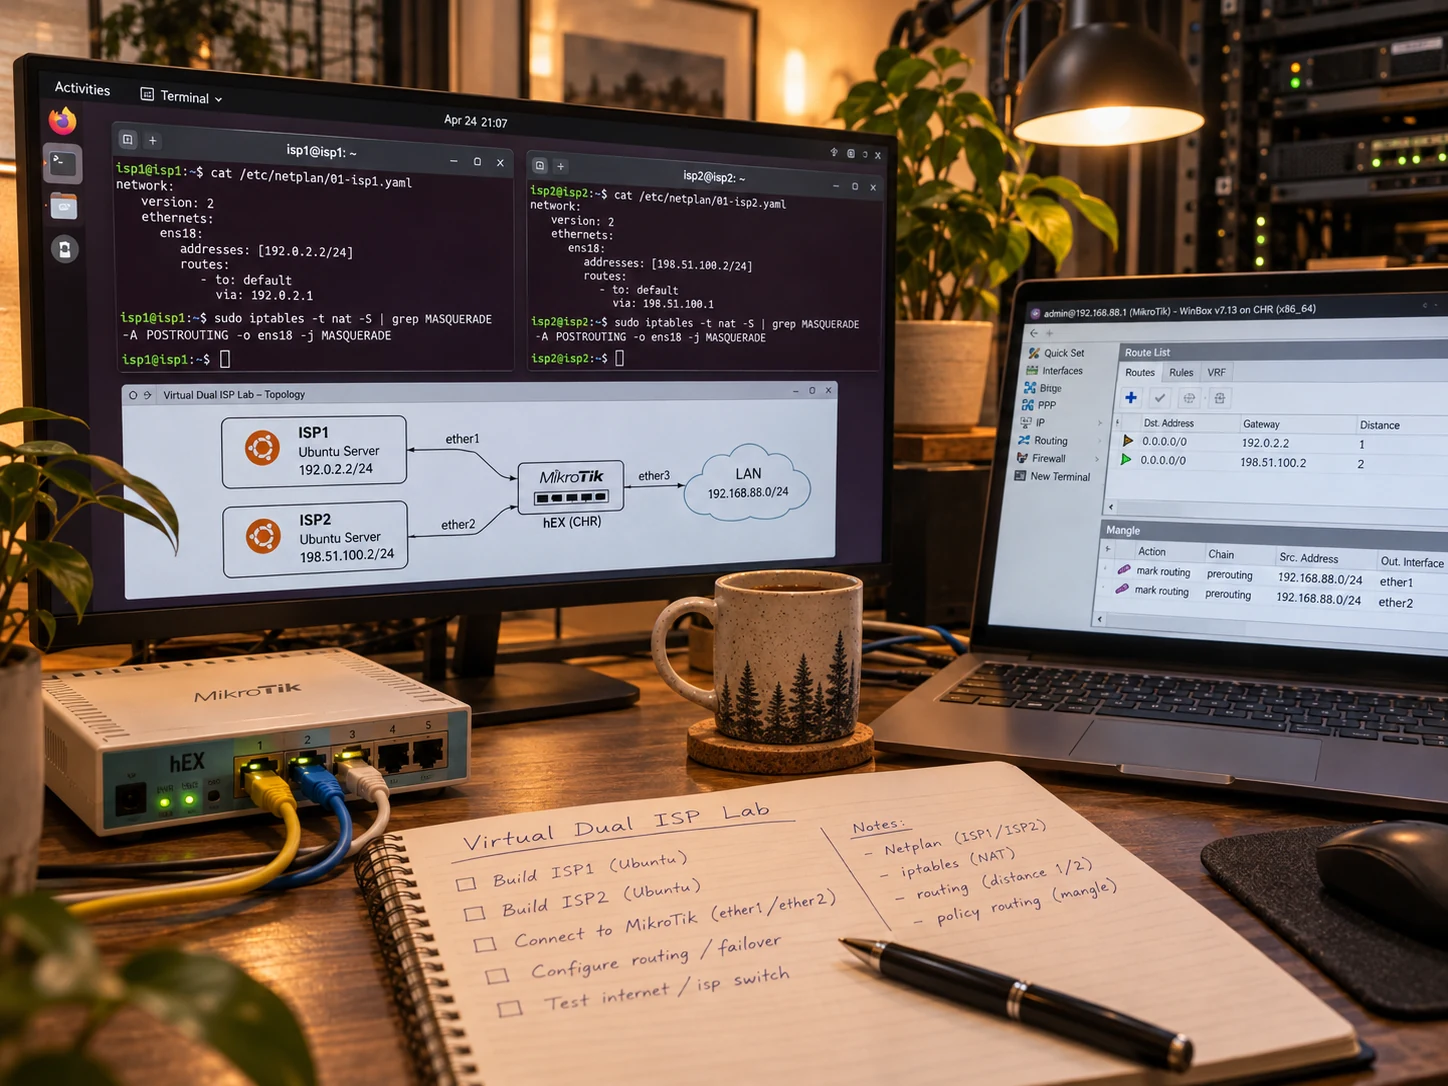 Activities
Terminal
Apr 24 21:07
isp1@isp1: ~
isp1@isp1:~$ cat /etc/netplan/01-isp1.yaml
network:
version: 2
ethernets:
ens18:
addresses: [192.0.2.2/24]
routes:
- to: default
via: 192.0.2.1
isp1@isp1:~$ sudo iptables -t nat -S | grep MASQUERADE
-A POSTROUTING -o ens18 -j MASQUERADE
isp1@isp1:~$
isp2@isp2: ~
isp2@isp2:~$ cat /etc/netplan/01-isp2.yaml
network:
version: 2
ethernets:
ens18:
addresses: [198.51.100.2/24]
routes:
- to: default
via: 198.51.100.1
isp2@isp2:~$ sudo iptables -t nat -S | grep MASQUERADE
-A POSTROUTING -o ens18 -j MASQUERADE
isp2@isp2:~$
Virtual Dual ISP Lab – Topology
ISP1
Ubuntu Server
192.0.2.2/24
ISP2
Ubuntu Server
198.51.100.2/24
ether1
ether2
MikroTik
hEX (CHR)
ether3
LAN
192.168.88.0/24
admin@192.168.88.1 (MikroTik) - WinBox v7.13 on CHR (x86_64)
Quick Set
Interfaces
PPP
IP
Routing
Firewall
New Terminal
Route List
Routes Rules VRF
Dst. Address Gateway Distance
0.0.0.0/0 192.0.2.2 1
0.0.0.0/0 198.51.100.2 2
Mangle
Action Chain Src. Address Out. Interface
mark routing prerouting 192.168.88.0/24 ether1
mark routing prerouting 192.168.88.0/24 ether2
MikroTik
hEX
1 2 3 4 5
Virtual Dual ISP Lab
Build ISP1 (Ubuntu)
Build ISP2 (Ubuntu)
Connect to MikroTik (ether1/ether2)
Configure routing / failover
Test internet / isp switch
Notes:
- Netplan (ISP1/ISP2)
- iptables (NAT)
- routing (distance 1/2)
- policy routing (mangle)